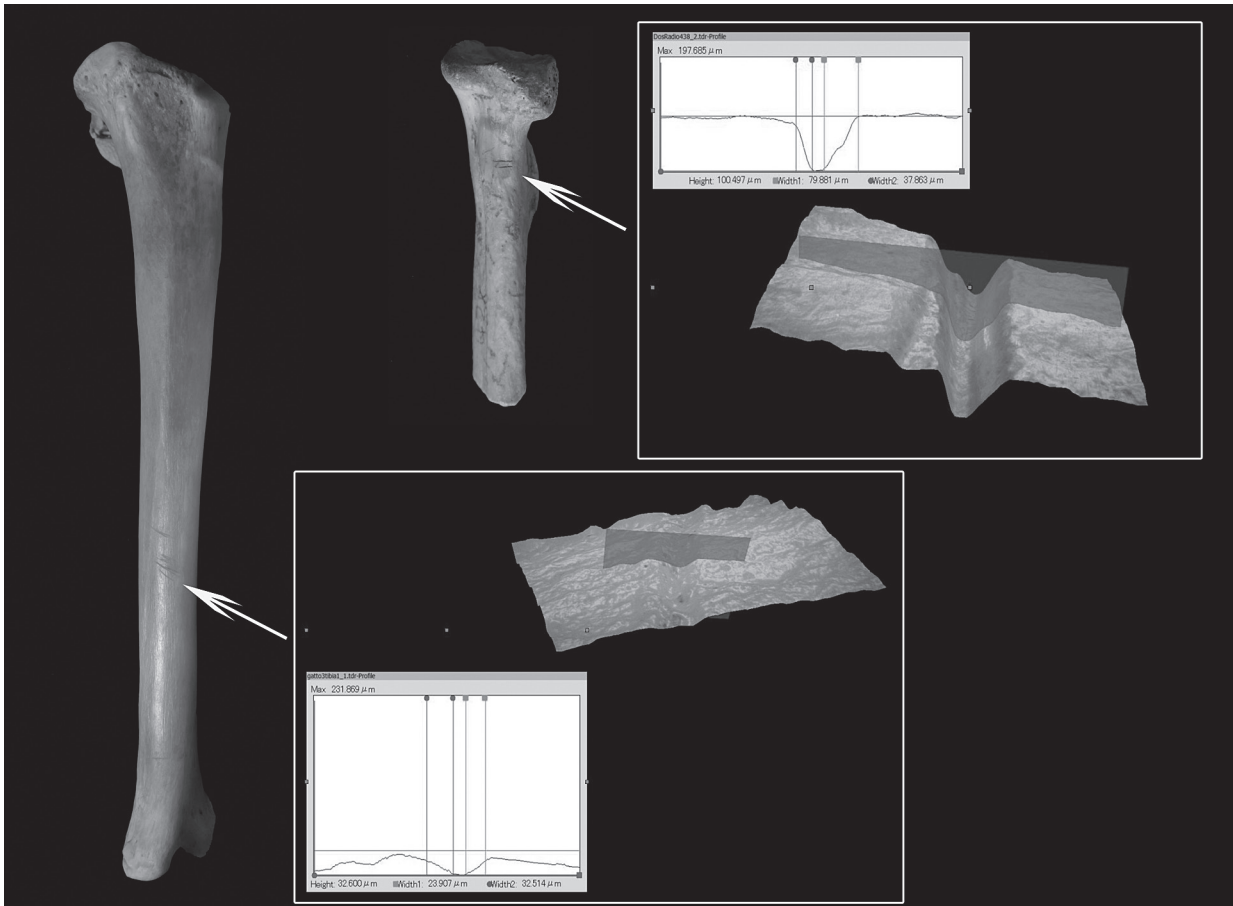 DosRadio438_2.tdr-Profile
Max 197.685 μm
Height: 100.497 μm Width1: 79.881 μm Width2: 37.863 μm
gatto3tibia1_1.tdr-Profile
Max 231.869 μm
Height: 32.600 μm Width1: 23.907 μm Width2: 32.514 μm